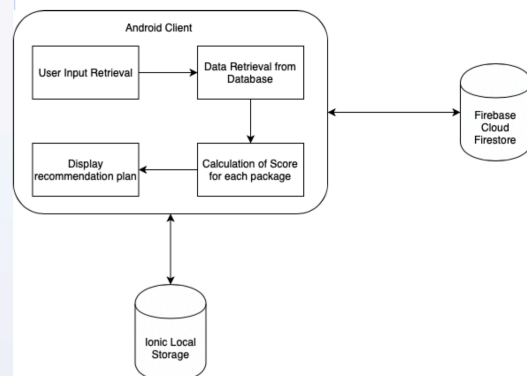 Android Client
User Input Retrieval
Data Retrieval from
Database
Display
recommendation plan
Calculation of Score
for each package
Firebase
Cloud
Firestore
Ionic Local
Storage